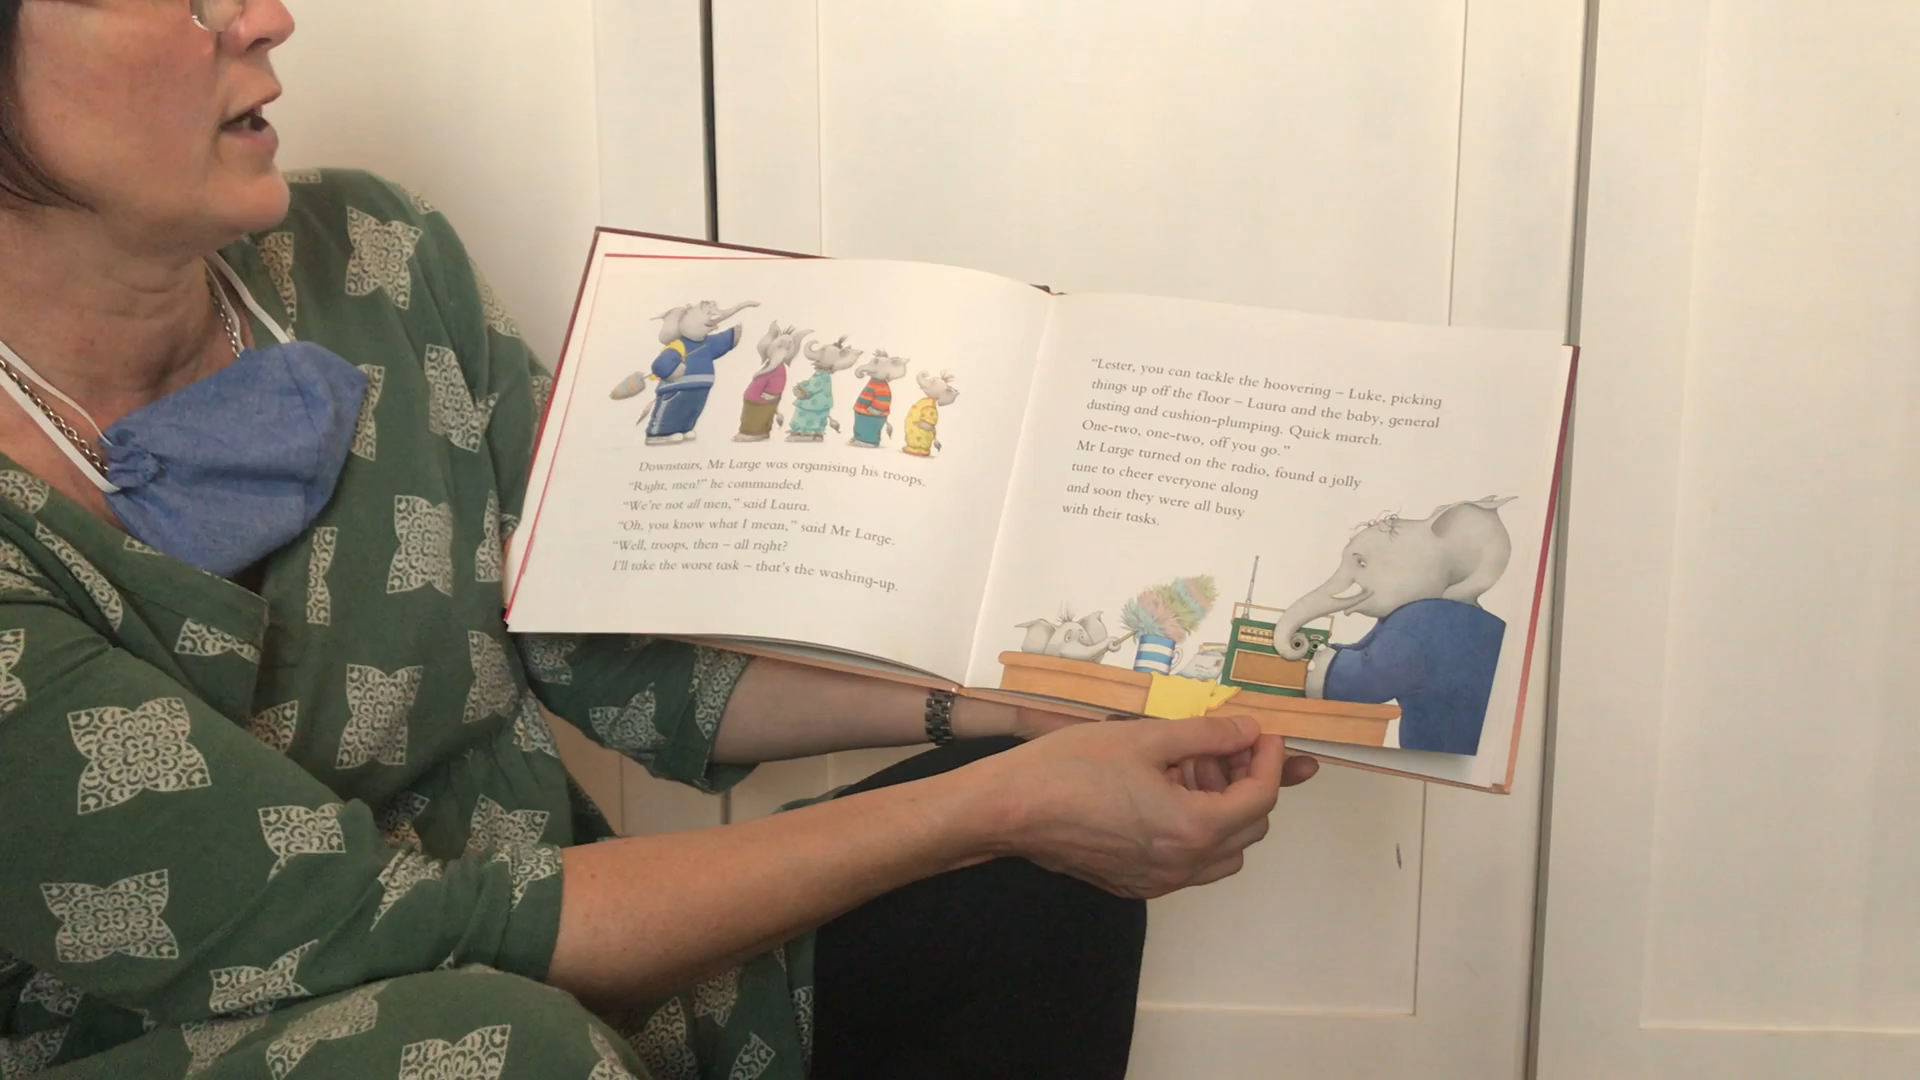 Downstairs, Mr Large was organising his troops.
“Right, men!” he commanded.
“We’re not all men,” said Laura.
“Oh, you know what I mean,” said Mr Large.
“Well, troops, then – all right?
I’ll take the worst task – that’s the washing-up.
“Lester, you can tackle the hoovering – Luke, picking
things up off the floor – Laura and the baby, general
dusting and cushion-plumping. Quick march.
One-two, one-two, off you go.”
Mr Large turned on the radio, found a jolly
tune to cheer everyone along
and soon they were all busy
with their tasks.